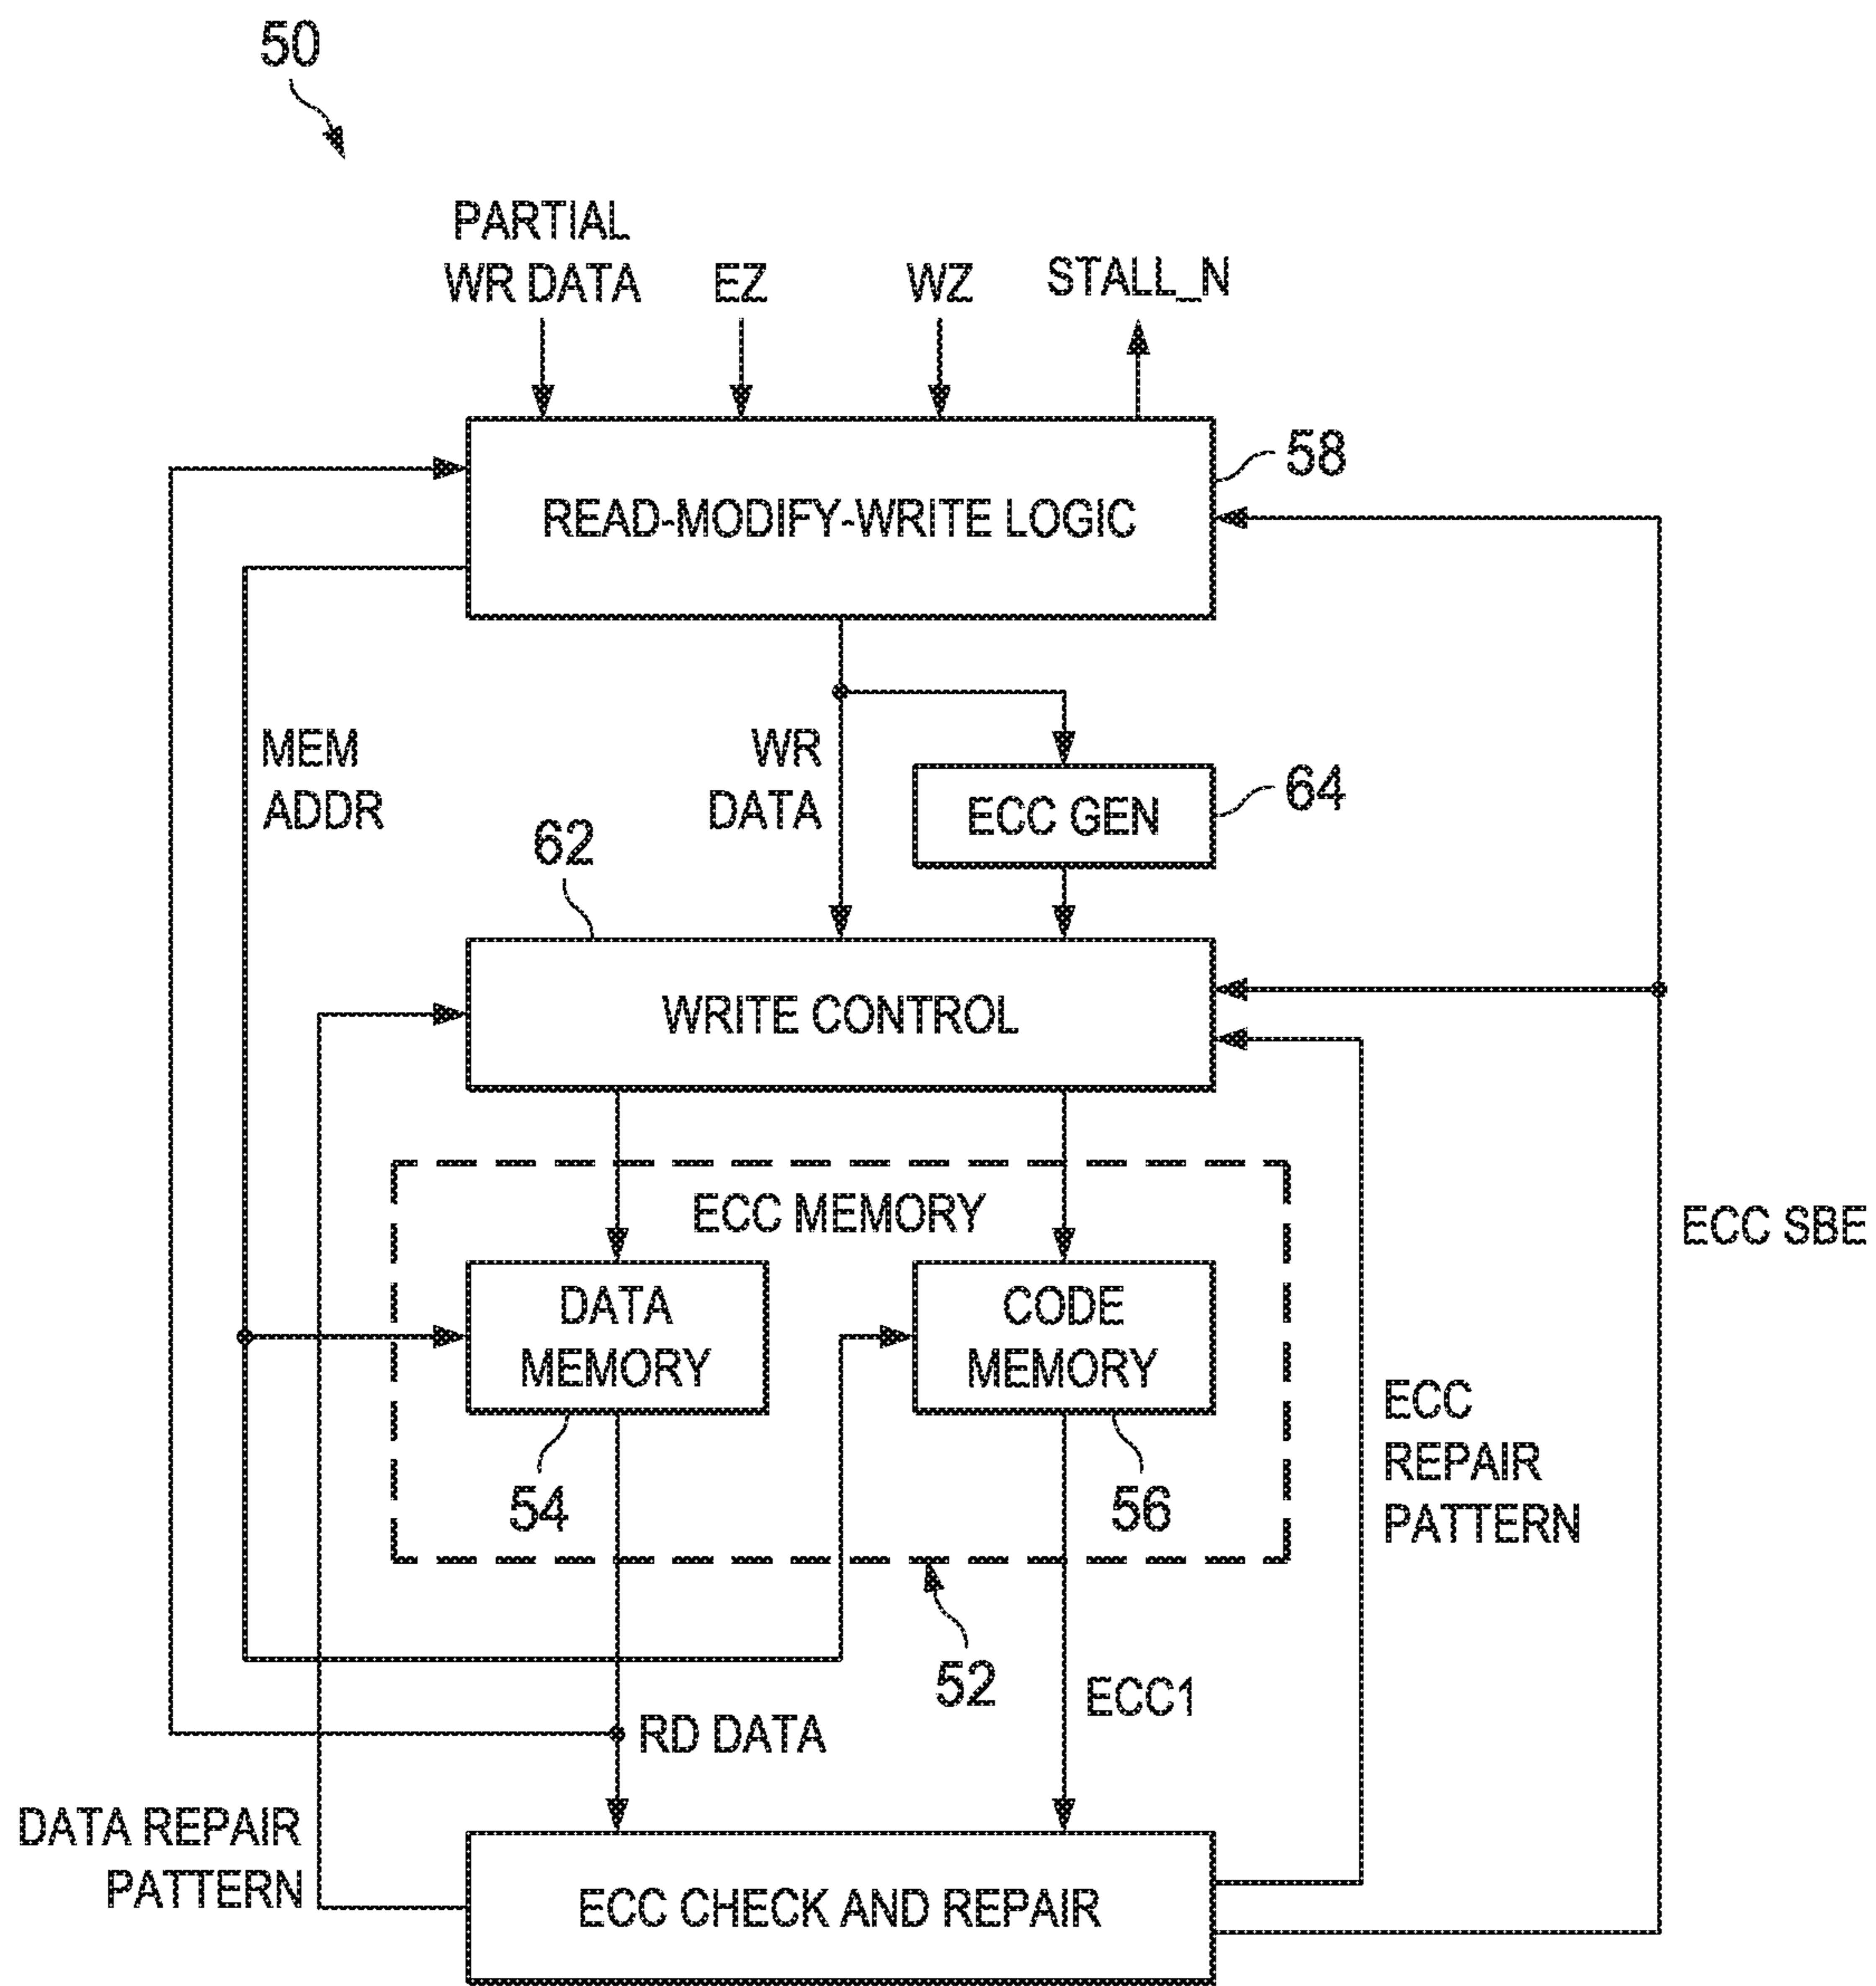 50
PARTIAL
WR DATA
EZ
WZ
STALL_N
58
READ-MODIFY-WRITE LOGIC
MEM
ADDR
WR
DATA
ECC GEN
64
62
WRITE CONTROL
ECC MEMORY
ECC SBE
DATA
MEMORY
CODE
MEMORY
54
56
ECC
REPAIR
PATTERN
52
ECC1
RD DATA
DATA REPAIR
PATTERN
ECC CHECK AND REPAIR